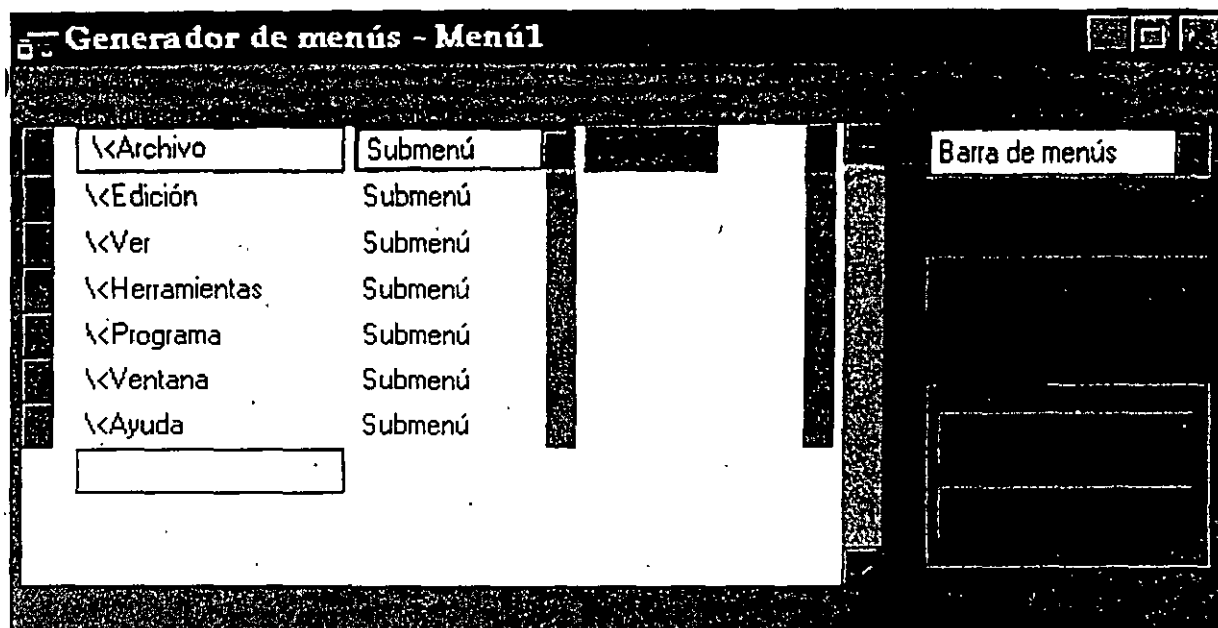 Generador de menús - Menú1
\<Archivo Submenú Barra de menús
\<Edición Submenú
\<Ver Submenú
\<Herramientas Submenú
\<Programa Submenú
\<Ventana Submenú
\<Ayuda Submenú